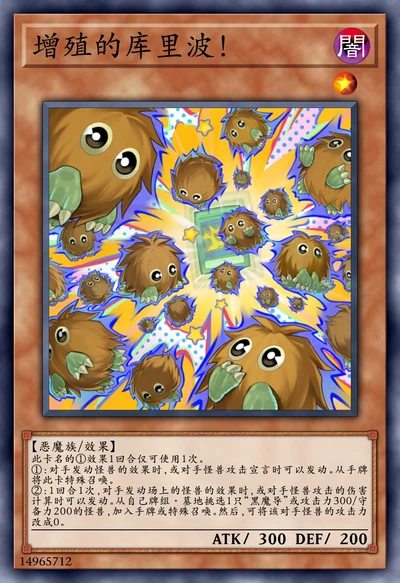 增殖的库里波!
闇
【恶魔族/效果】
此卡名的①效果1回合仅可使用1次。
①:对手发动怪兽的效果时,或对手怪兽攻击宣言时可以发动。从手牌
将此卡特殊召唤。
②:1回合1次,对手发动场上的怪兽的效果时,或对手怪兽攻击的伤害
计算时可以发动。从自己牌组・墓地挑选1只“黑魔导”或攻击力300/守
备力200的怪兽,加入手牌或特殊召唤。然后,可将该对手怪兽的攻击力
改成0。
ATK/ 300 DEF/ 200
14965712